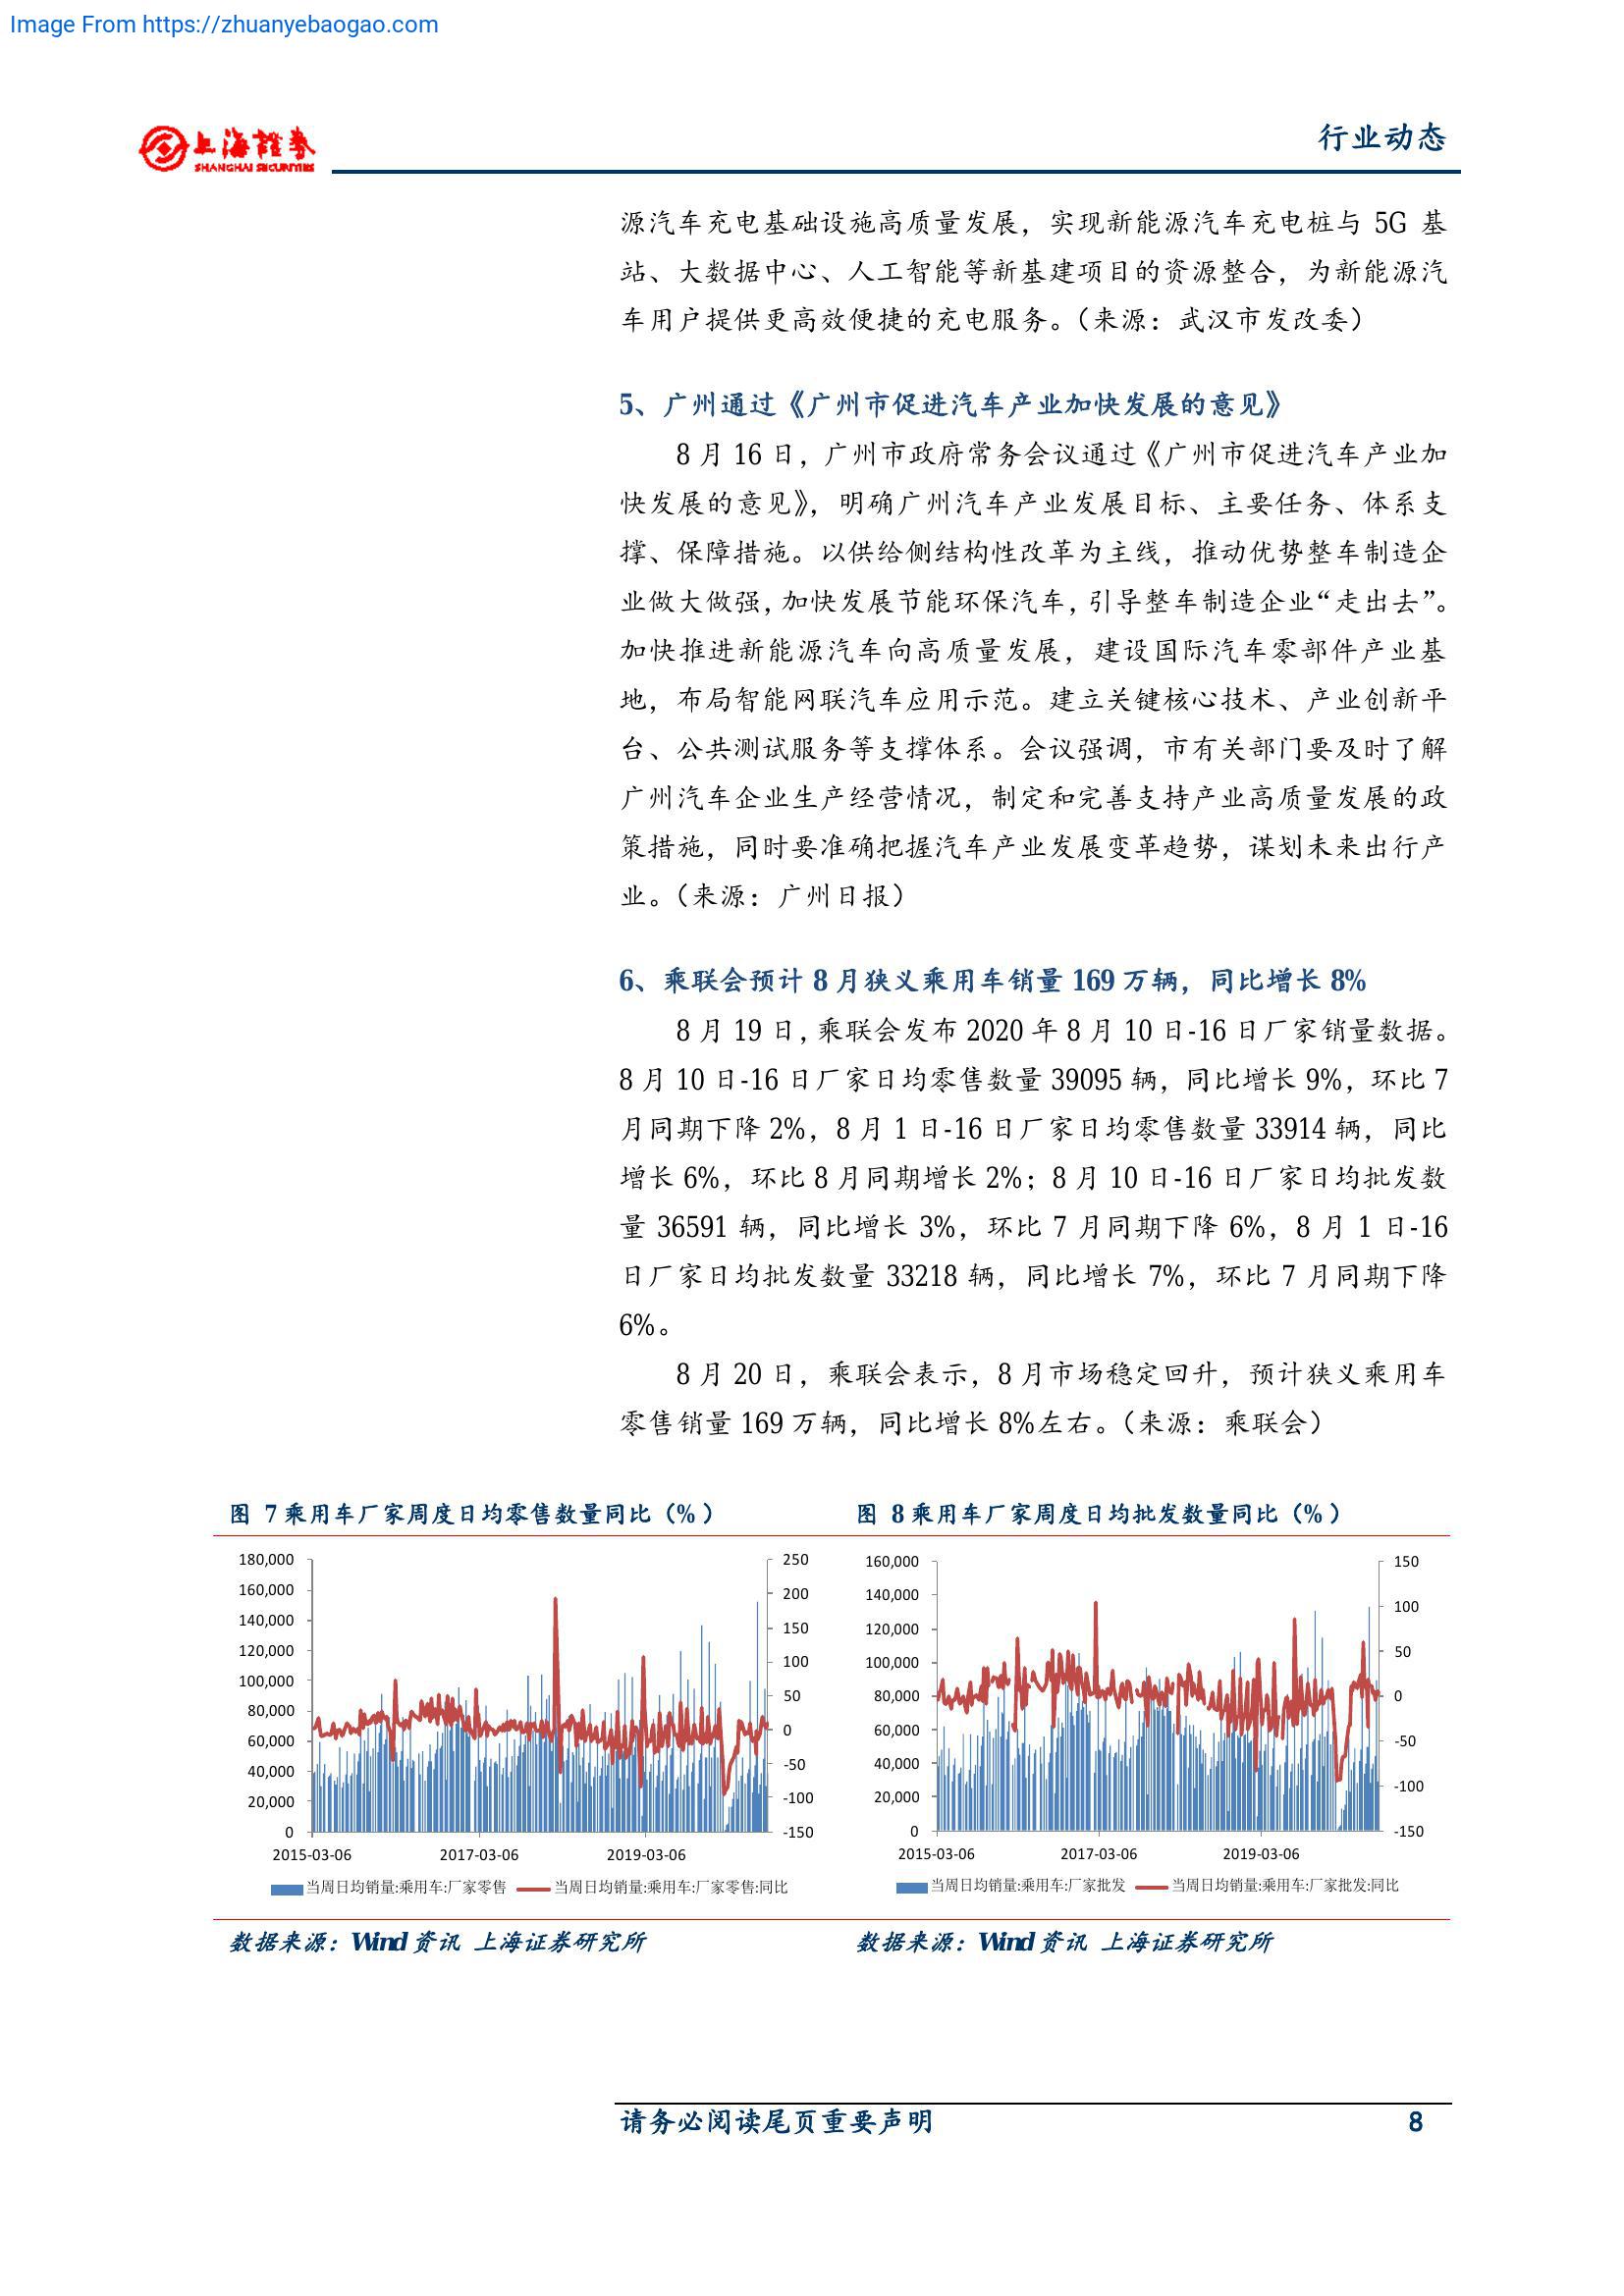 Image From https://zhuanyebaogao.com
上海證券
SHANGHAI SECURITIES
行业动态
源汽车充电基础设施高质量发展，实现新能源汽车充电桩与 5G 基
站、大数据中心、人工智能等新基建项目的资源整合，为新能源汽
车用户提供更高效便捷的充电服务。（来源：武汉市发改委）
5、广州通过《广州市促进汽车产业加快发展的意见》
8 月 16 日，广州市政府常务会议通过《广州市促进汽车产业加
快发展的意见》，明确广州汽车产业发展目标、主要任务、体系支
撑、保障措施。以供给侧结构性改革为主线，推动优势整车制造企
业做大做强，加快发展节能环保汽车，引导整车制造企业“走出去”。
加快推进新能源汽车向高质量发展，建设国际汽车零部件产业基
地，布局智能网联汽车应用示范。建立关键核心技术、产业创新平
台、公共测试服务等支撑体系。会议强调，市有关部门要及时了解
广州汽车企业生产经营情况，制定和完善支持产业高质量发展的政
策措施，同时要准确把握汽车产业发展变革趋势，谋划未来出行产
业。（来源：广州日报）
6、乘联会预计 8 月狭义乘用车销量 169 万辆，同比增长 8%
8 月 19 日，乘联会发布 2020 年 8 月 10 日-16 日厂家销量数据。
8 月 10 日-16 日厂家日均零售数量 39095 辆，同比增长 9%，环比 7
月同期下降 2%，8 月 1 日-16 日厂家日均零售数量 33914 辆，同比
增长 6%，环比 8 月同期增长 2%；8 月 10 日-16 日厂家日均批发数
量 36591 辆，同比增长 3%，环比 7 月同期下降 6%，8 月 1 日-16
日厂家日均批发数量 33218 辆，同比增长 7%，环比 7 月同期下降
6%。
8 月 20 日，乘联会表示，8 月市场稳定回升，预计狭义乘用车
零售销量 169 万辆，同比增长 8%左右。（来源：乘联会）
图 7 乘用车厂家周度日均零售数量同比（%）
180,000
160,000
140,000
120,000
100,000
80,000
60,000
40,000
20,000
0
250
200
150
100
50
0
-50
-100
-150
2015-03-06 2017-03-06 2019-03-06
当周日均销量:乘用车:厂家零售 当周日均销量:乘用车:厂家零售:同比
数据来源：Wind 资讯 上海证券研究所
图 8 乘用车厂家周度日均批发数量同比（%）
160,000
140,000
120,000
100,000
80,000
60,000
40,000
20,000
0
150
100
50
0
-50
-100
-150
2015-03-06 2017-03-06 2019-03-06
当周日均销量:乘用车:厂家批发 当周日均销量:乘用车:厂家批发:同比
数据来源：Wind 资讯 上海证券研究所
请务必阅读尾页重要声明 8